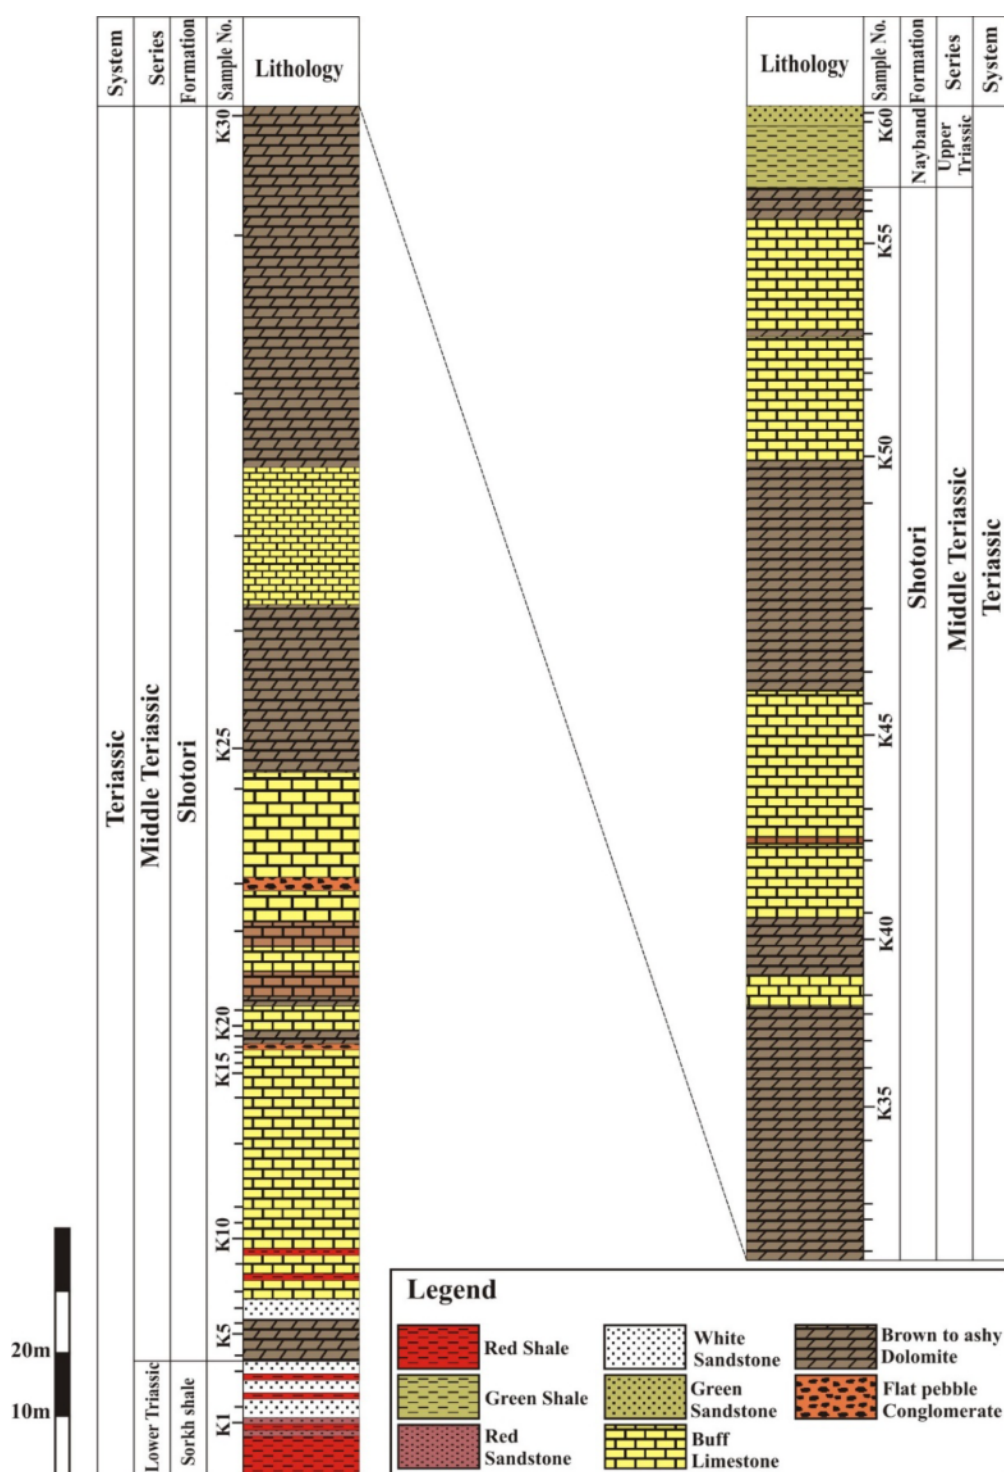 System
Series
Formation
Sample No.
Lithology
K30
K25
K20
K15
K10
K5
K1
Teriassic
Middle Teriassic
Shotori
Lower Triassic
Sorkh shale
20m
10m
Lithology
Sample No.
Formation
Series
System
K60
K55
K50
K45
K40
K35
Nayband
Upper
Triassic
Shotori
Middle Teriassic
Teriassic
Legend
Red Shale
White
Sandstone
Brown to ashy
Dolomite
Green Shale
Green
Sandstone
Flat pebble
Conglomerate
Red
Sandstone
Buff
Limestone